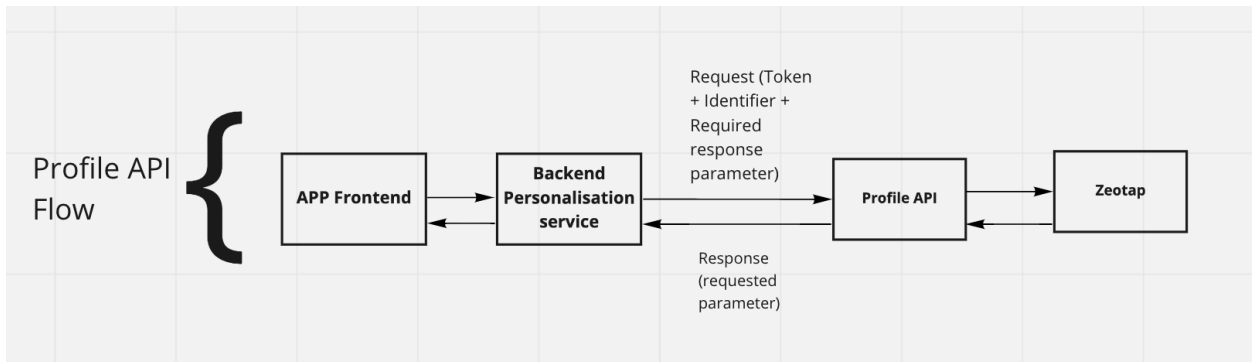 Profile API
Flow
APP Frontend
Backend
Personalisation
service
Request (Token
+ Identifier +
Required
response
parameter)
Response
(requested
parameter)
Profile API
Zeotap